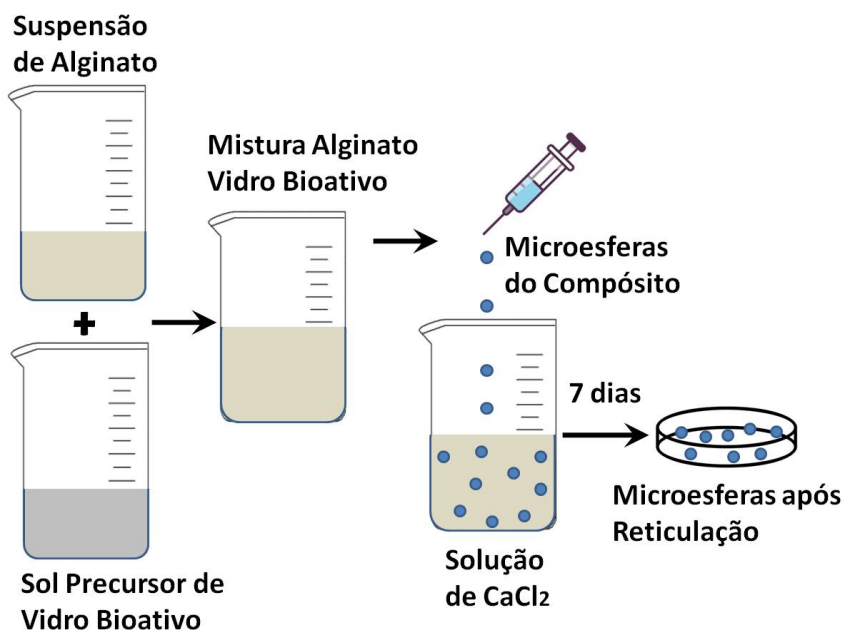 Suspensão
de Alginato
+
Mistura Alginato
Vidro Bioativo
Sol Precursor de
Vidro Bioativo
Microesferas
do Compósito
Solução
de CaCl2
7 dias
Microesferas após
Reticulação